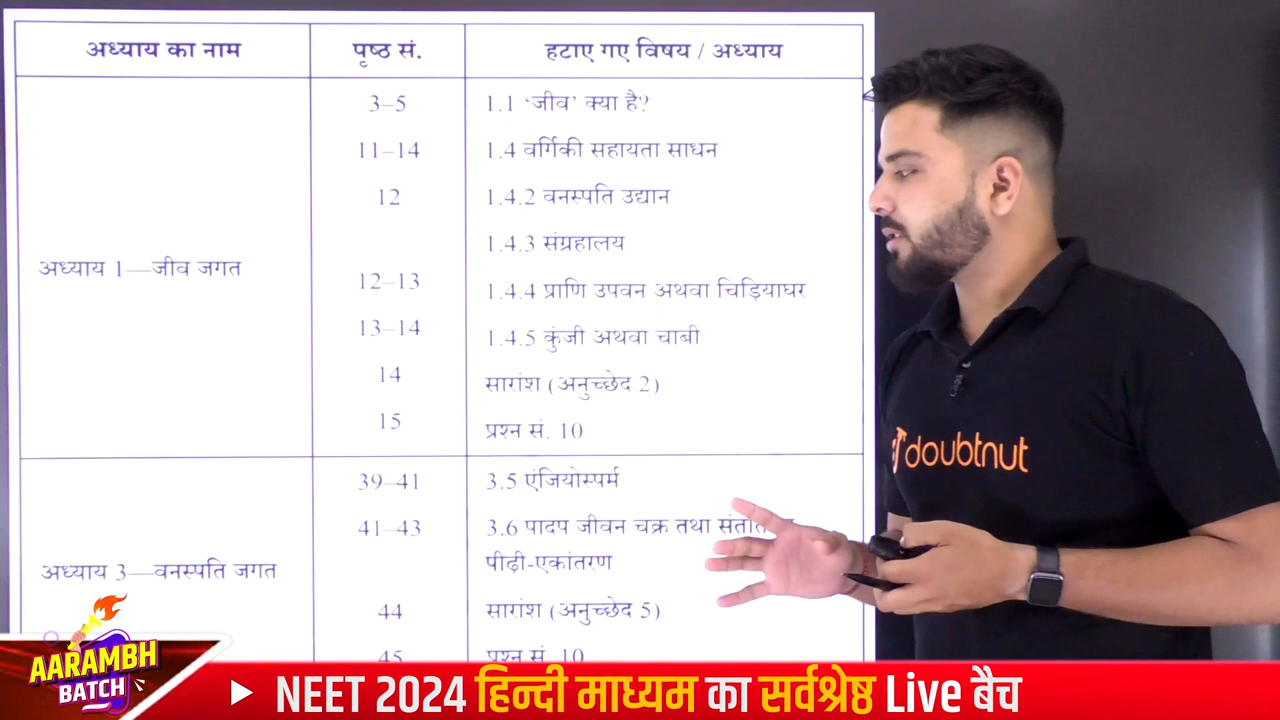 अध्याय का नाम पृष्ठ सं. हटाए गए विषय / अध्याय
3–5 1.1 'जीव' क्या है?
11–14 1.4 वर्गिकी सहायता साधन
12 1.4.2 वनस्पति उद्यान
1.4.3 संग्रहालय
अध्याय 1—जीव जगत
12–13 1.4.4 प्राणि उपवन अथवा चिड़ियाघर
13–14 1.4.5 कुंजी अथवा चाबी
14 सारांश (अनुच्छेद 2)
15 प्रश्न सं. 10
39–41 3.5 एंजियोस्पर्म
41–43 3.6 पादप जीवन चक्र तथा
पीढ़ी-एकांतरण
अध्याय 3—वनस्पति जगत
44 सारांश (अनुच्छेद 5)
45 प्रश्न सं. 10
doubtnut
AARAMBH
BATCH
NEET 2024 हिन्दी माध्यम का सर्वश्रेष्ठ Live बैच